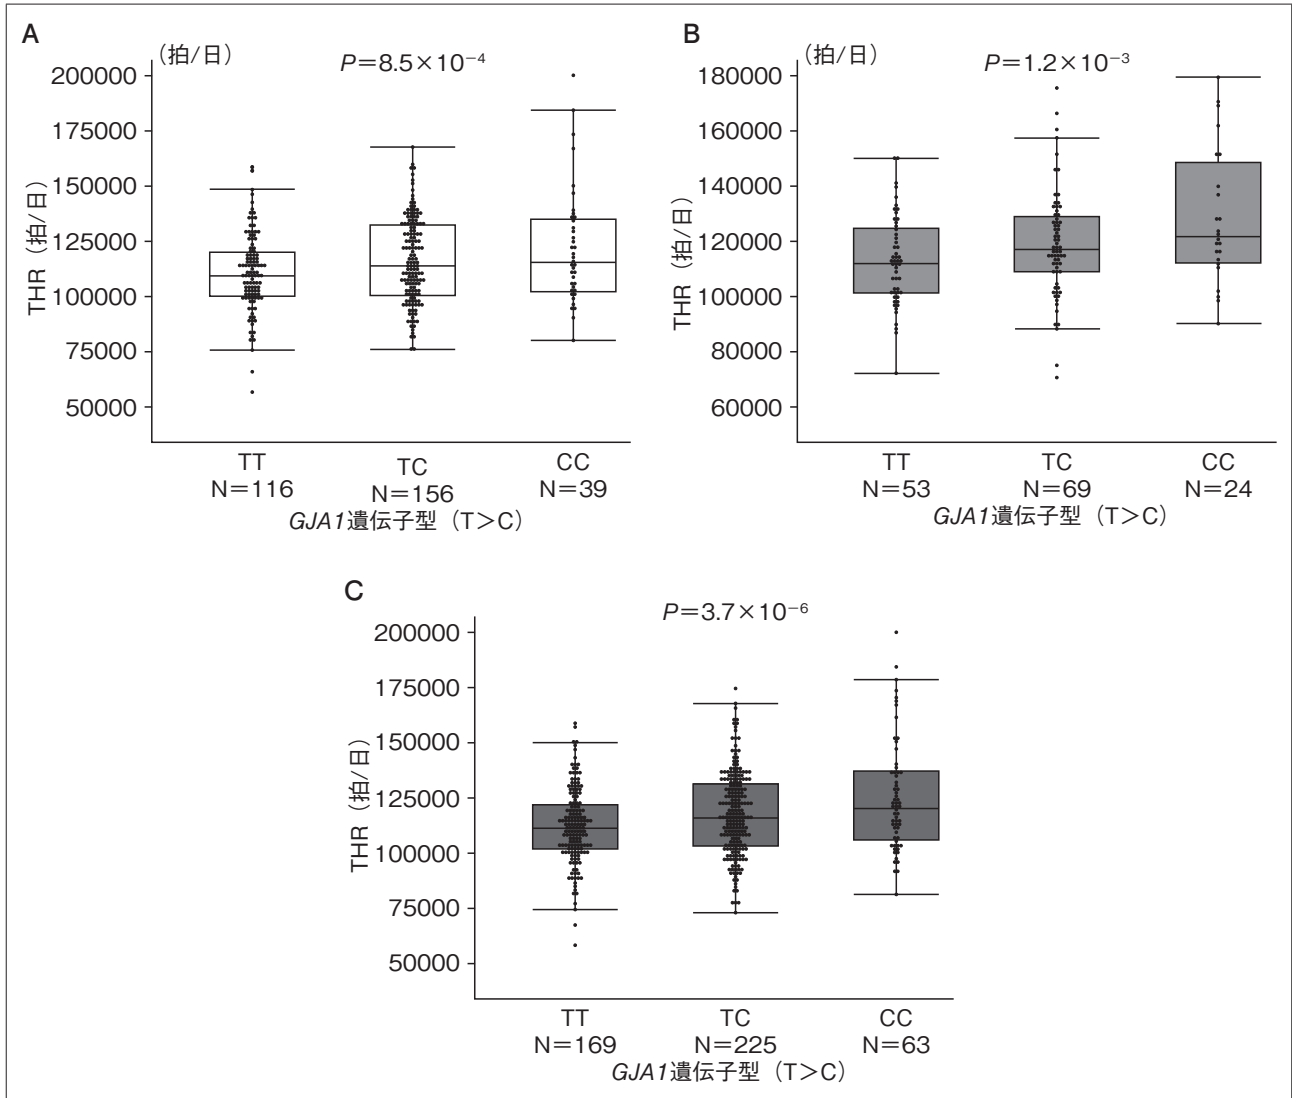 A
(拍/日)
P=8.5×10⁻⁴
200000
175000
150000
125000
100000
75000
50000
THR(拍/日)
TT
TC
CC
N=116
N=156
N=39
GJA1遺伝子型(T>C)
B
(拍/日)
P=1.2×10⁻³
180000
160000
140000
120000
100000
80000
60000
THR(拍/日)
TT
TC
CC
N=53
N=69
N=24
GJA1遺伝子型(T>C)
C
P=3.7×10⁻⁶
200000
175000
150000
125000
100000
75000
50000
THR(拍/日)
TT
TC
CC
N=169
N=225
N=63
GJA1遺伝子型(T>C)